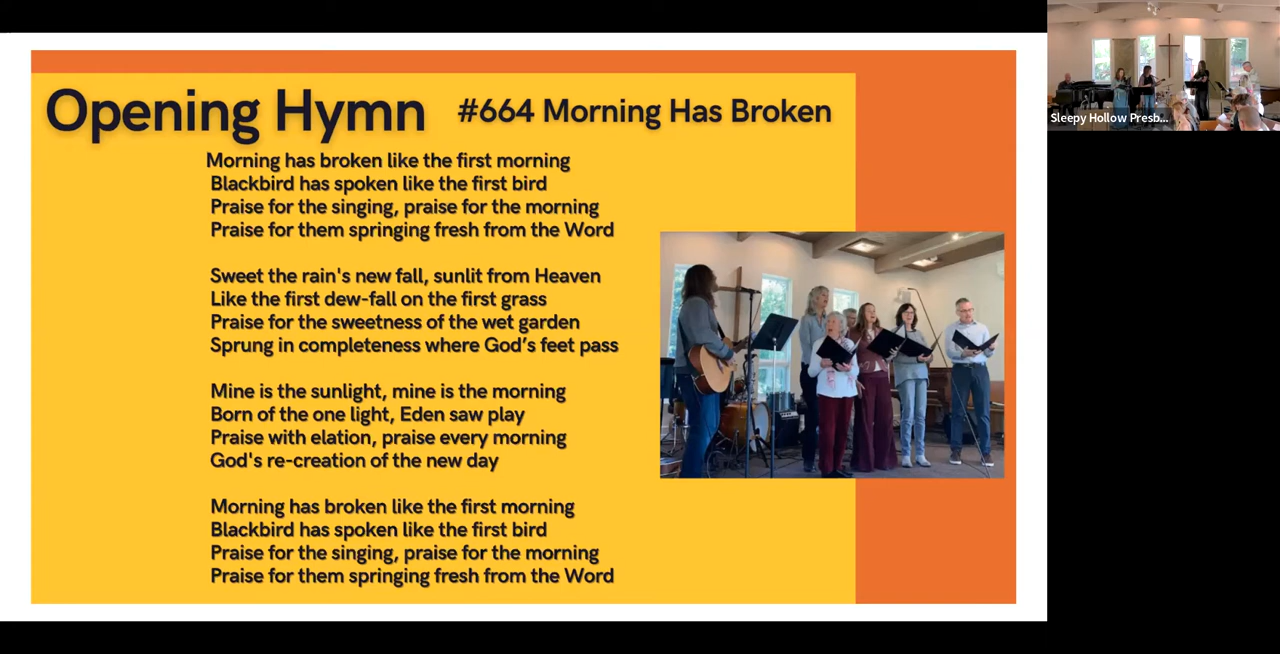 Opening Hymn #664 Morning Has Broken
Morning has broken like the first morning
Blackbird has spoken like the first bird
Praise for the singing, praise for the morning
Praise for them springing fresh from the Word
Sweet the rain's new fall, sunlit from Heaven
Like the first dew-fall on the first grass
Praise for the sweetness of the wet garden
Sprung in completeness where God’s feet pass
Mine is the sunlight, mine is the morning
Born of the one light, Eden saw play
Praise with elation, praise every morning
God's re-creation of the new day
Morning has broken like the first morning
Blackbird has spoken like the first bird
Praise for the singing, praise for the morning
Praise for them springing fresh from the Word
Sleepy Hollow Presb...